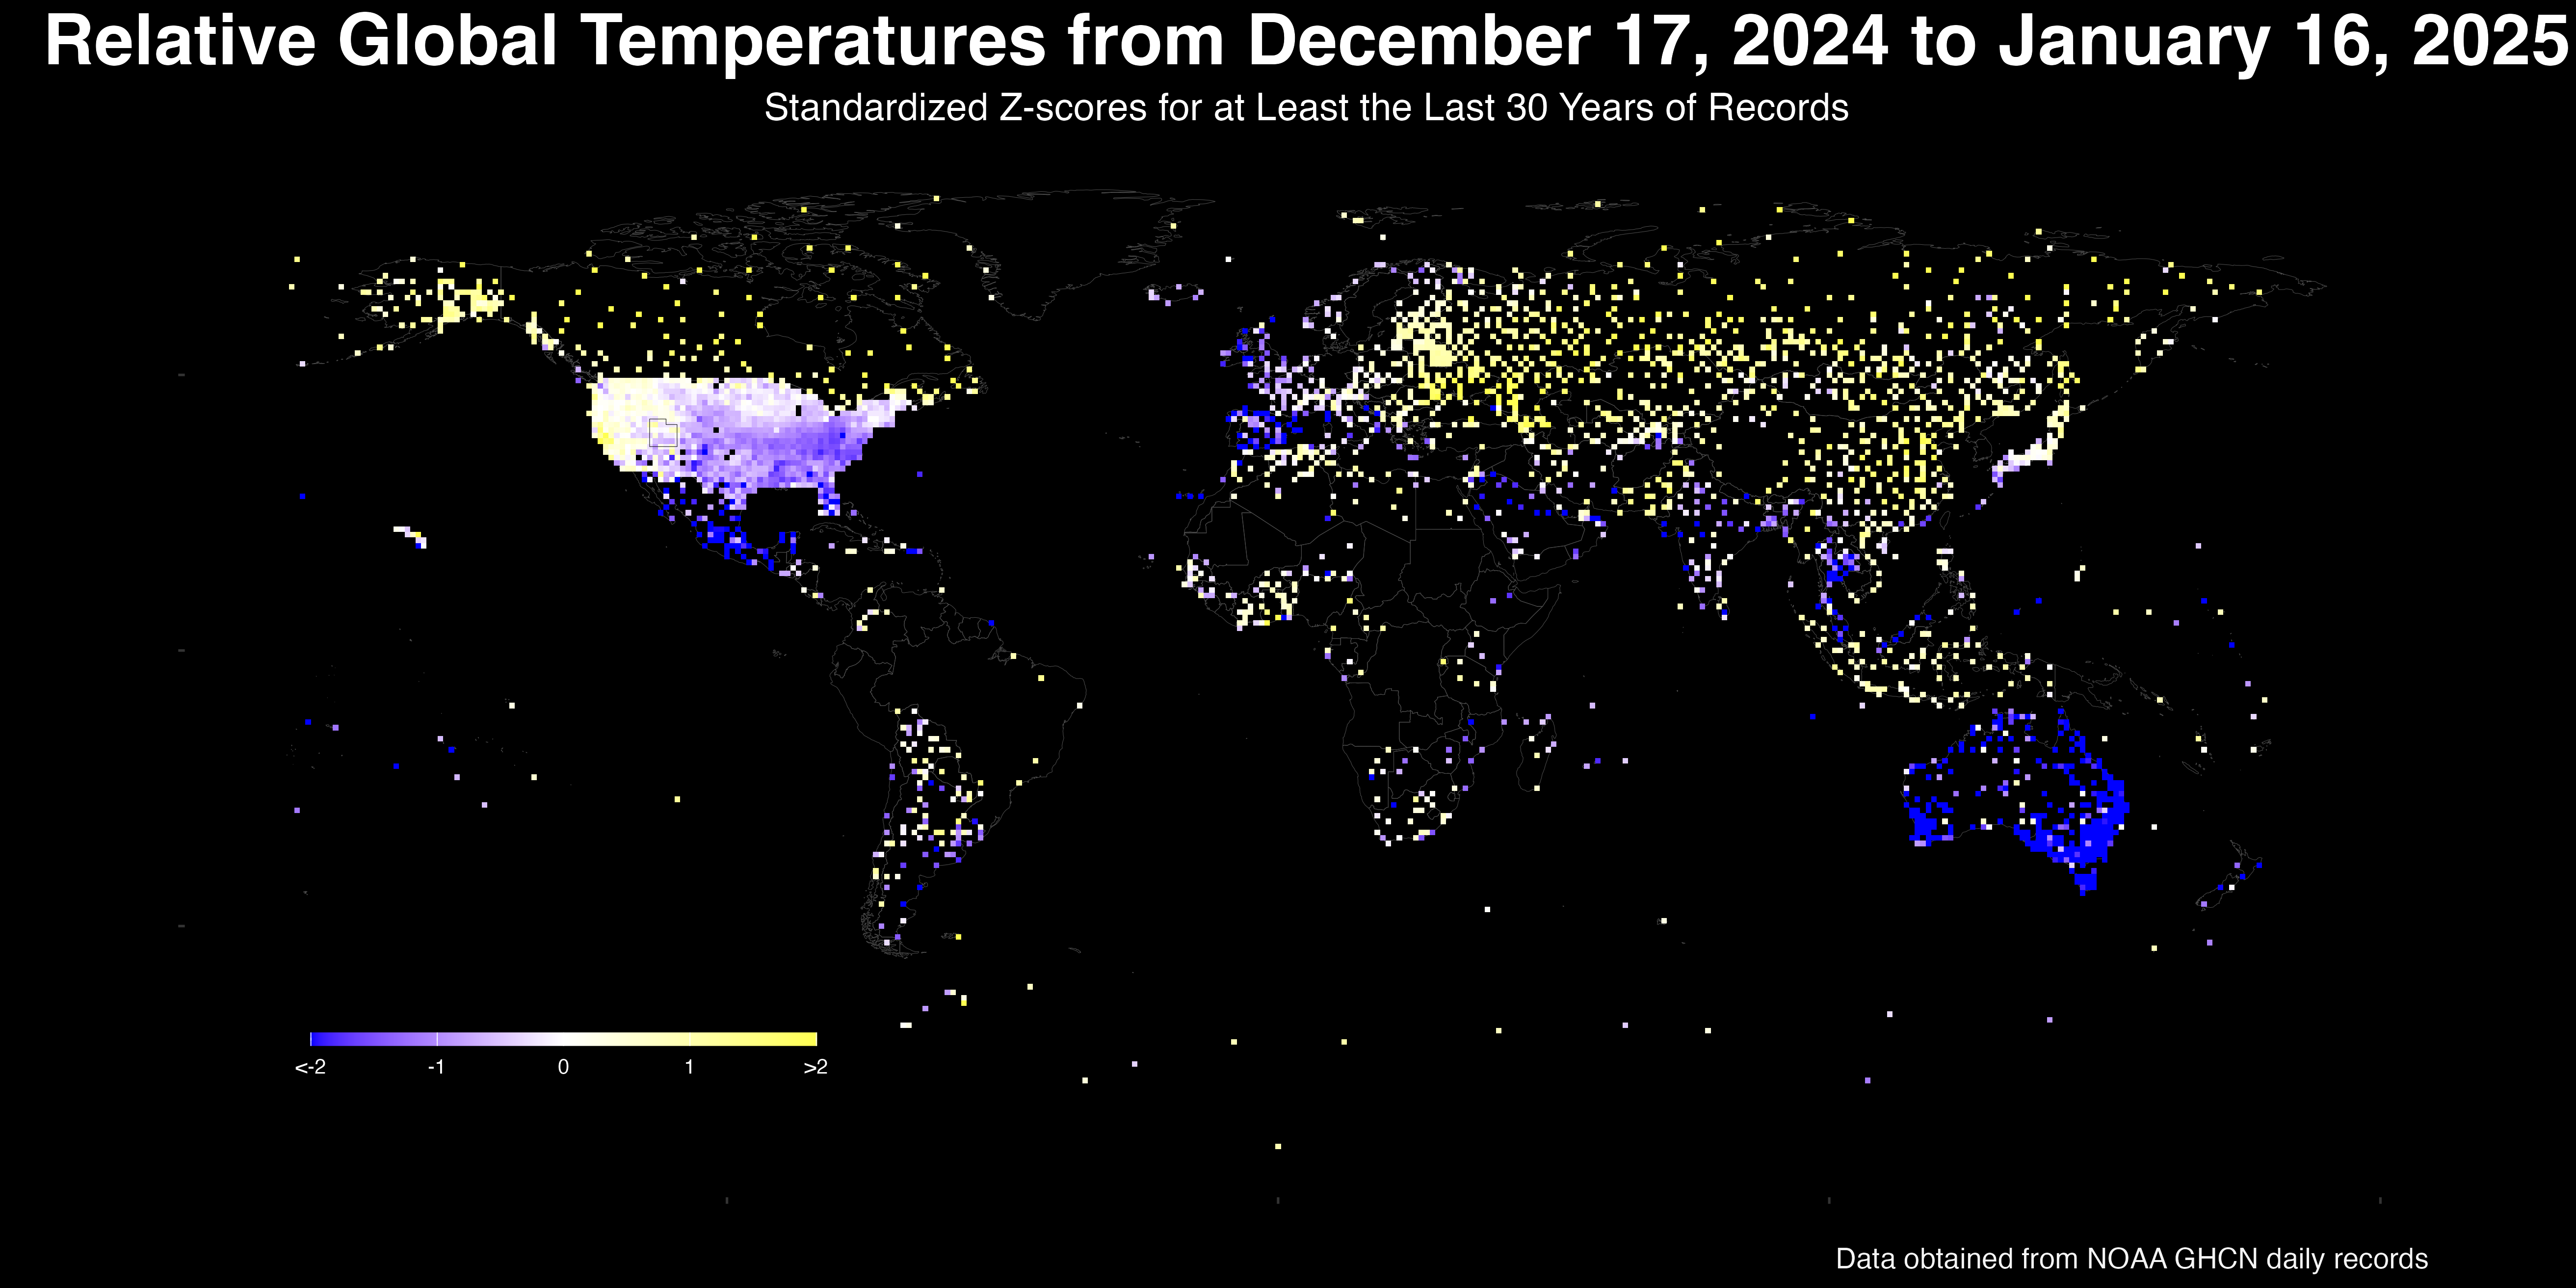 Relative Global Temperatures from December 17, 2024 to January 16, 2025
Standardized Z-scores for at Least the Last 30 Years of Records
<-2 -1 0 1 >2
Data obtained from NOAA GHCN daily records